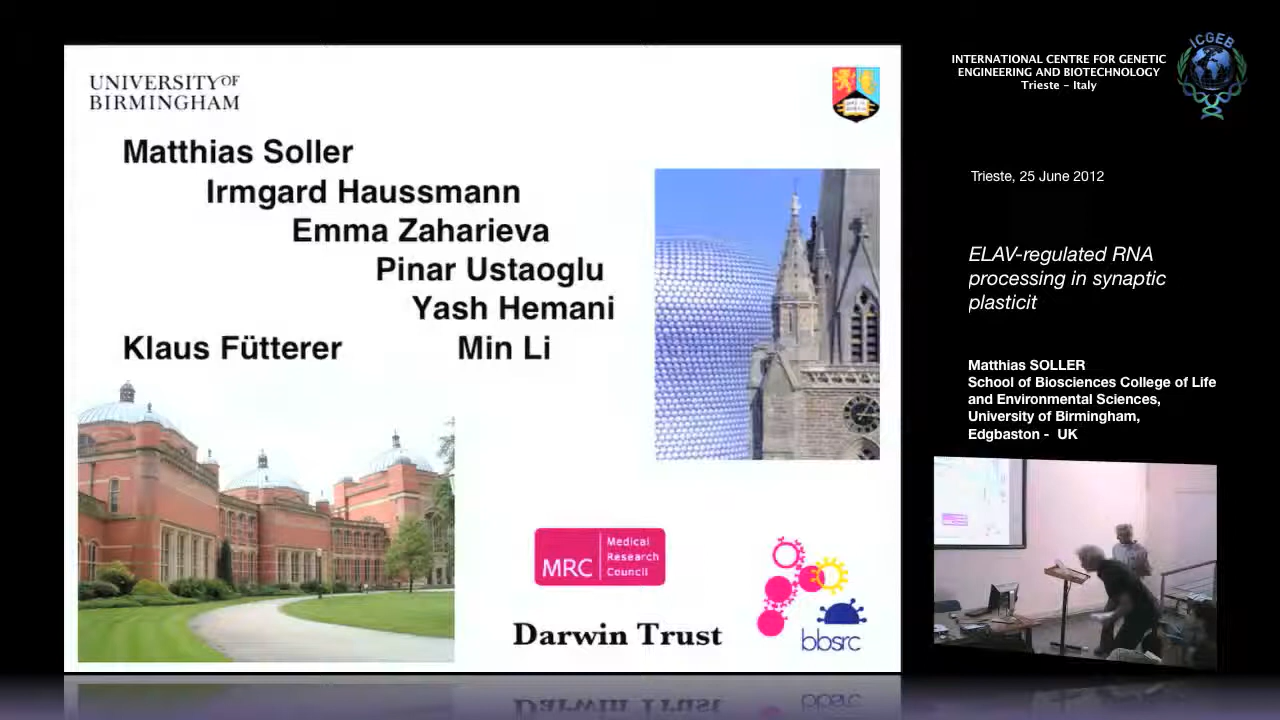 UNIVERSITY OF
BIRMINGHAM
Matthias Soller
Irmgard Haussmann
Emma Zaharieva
Pinar Ustaoglu
Yash Hemani
Klaus Fütterer
Min Li
MRC
Medical
Research
Council
Darwin Trust
bbsrc
INTERNATIONAL CENTRE FOR GENETIC
ENGINEERING AND BIOTECHNOLOGY
Trieste - Italy
ICGEB
Trieste, 25 June 2012
ELAV-regulated RNA
processing in synaptic
plasticit
Matthias SOLLER
School of Biosciences College of Life
and Environmental Sciences,
University of Birmingham,
Edgbaston - UK